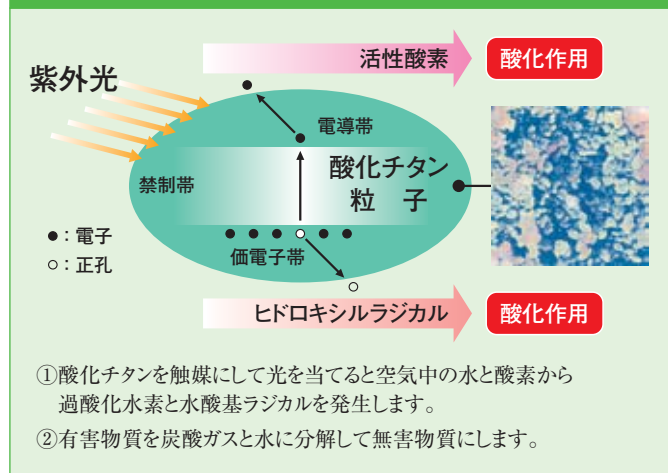 活性酸素
酸化作用
紫外光
電導帯
禁制帯
酸化チタン
粒 子
●：電子
○：正孔
価電子帯
ヒドロキシルラジカル
酸化作用
①酸化チタンを触媒にして光を当てると空気中の水と酸素から
過酸化水素と水酸基ラジカルを発生します。
②有害物質を炭酸ガスと水に分解して無害物質にします。